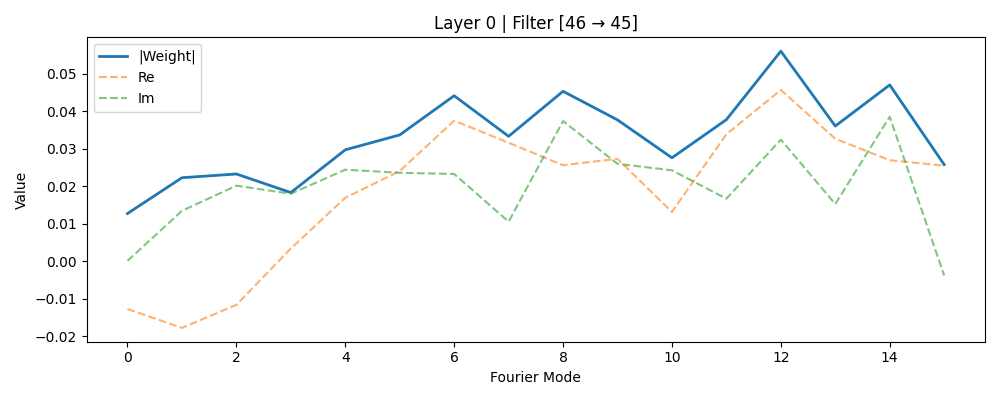 Layer 0 | Filter [46 → 45]
|Weight|
Re
Im
0.05
0.04
0.03
0.02
0.01
0.00
−0.01
−0.02
Value
0 2 4 6 8 10 12 14
Fourier Mode